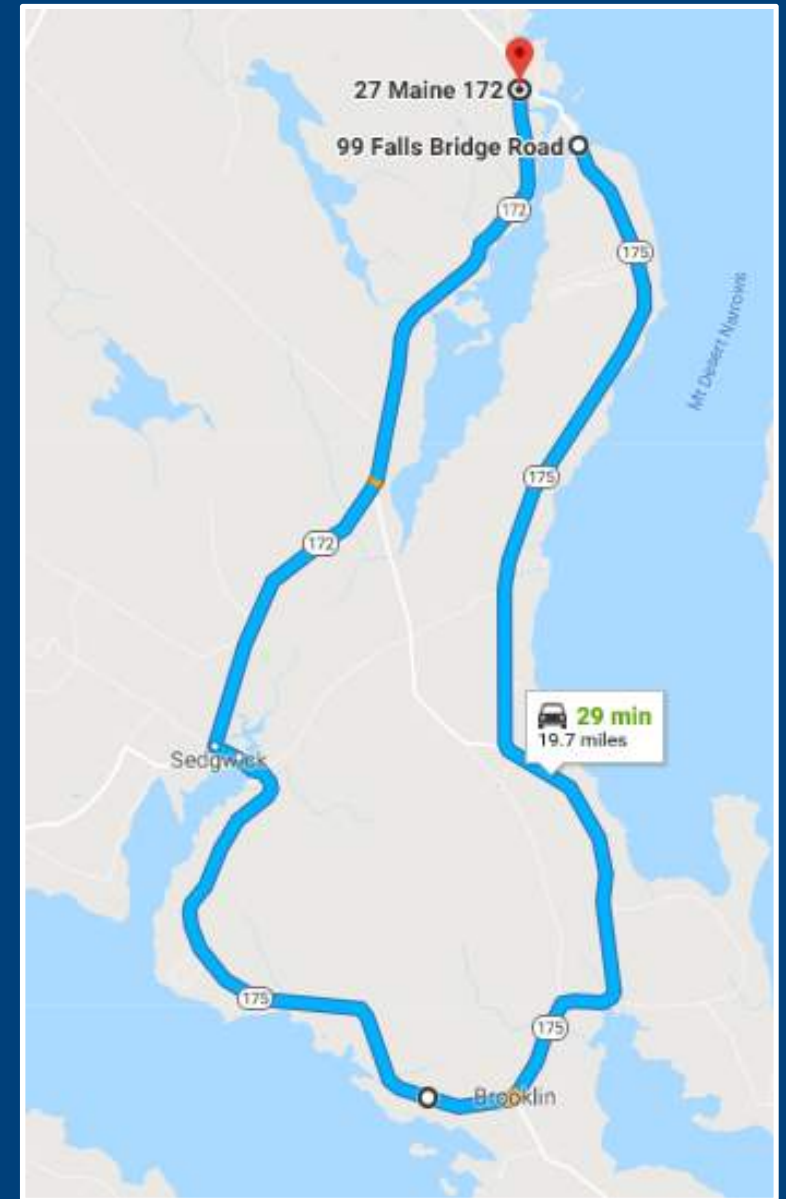 27 Maine 172
99 Falls Bridge Road
172
175
Mt Desert Narrows
175
172
29 min
19.7 miles
Sedgwick
175
175
Brooklin